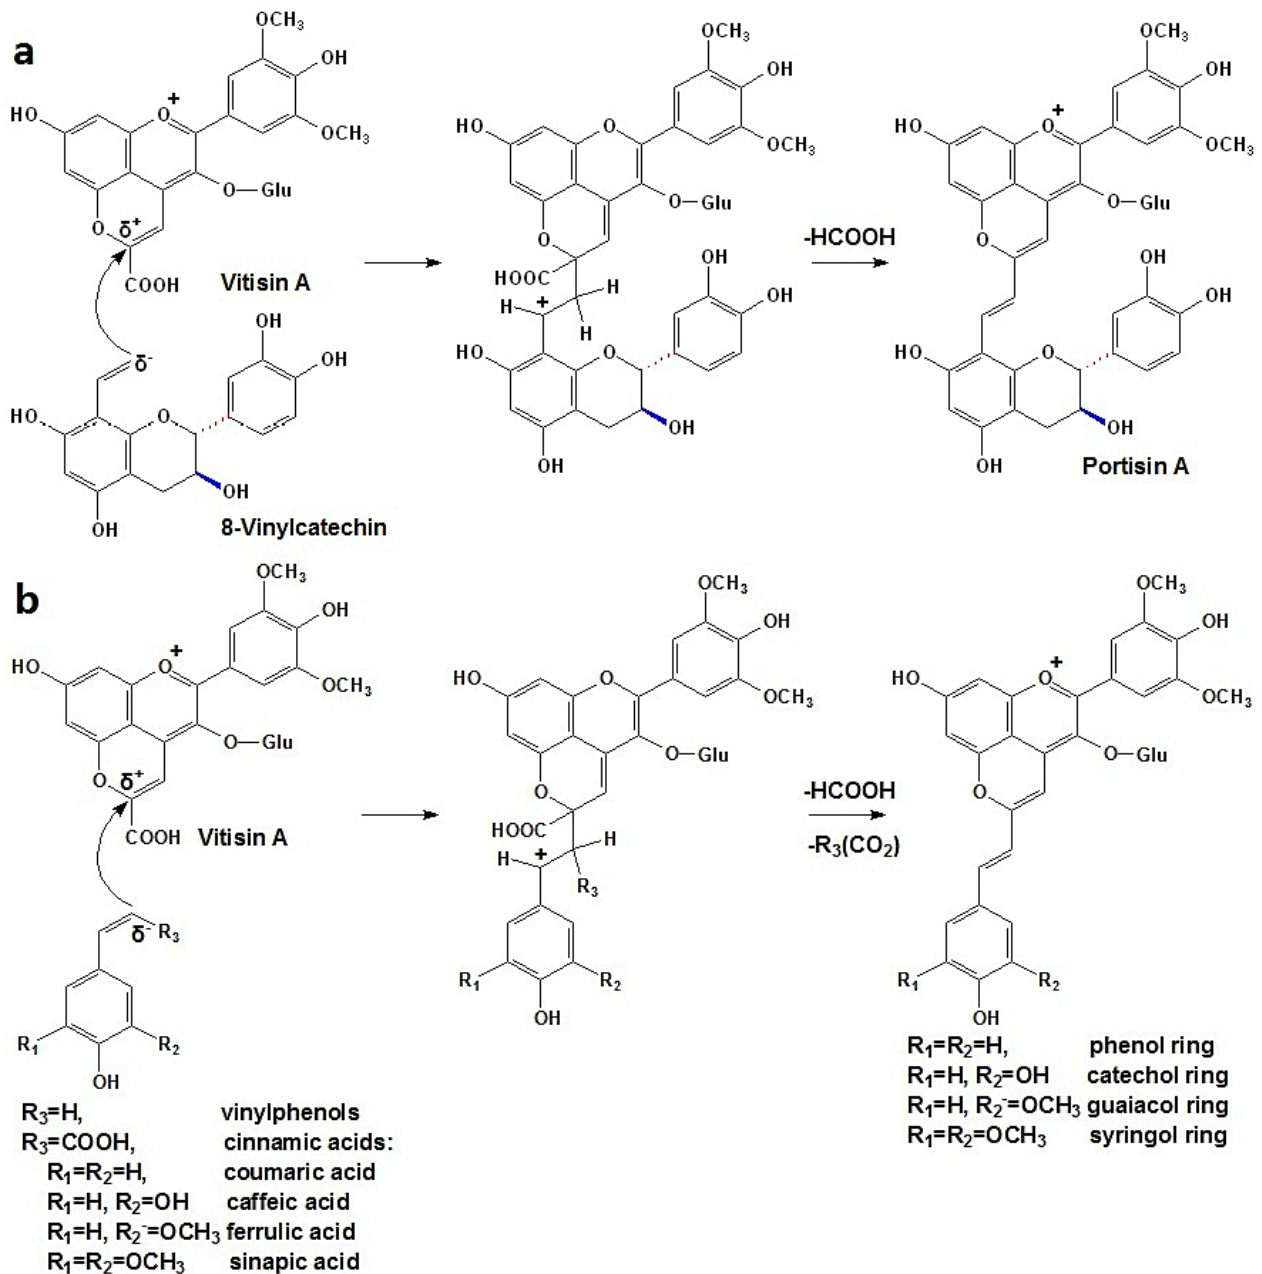 a
OCH3
OH
OCH3
HO
O+
O—Glu
O
δ+
COOH
Vitisin A
δ-
OH
OH
HO
O
OH
OH
8-Vinylcatechin
OCH3
OH
OCH3
HO
O
O—Glu
O
HOOC
H
+
H
H
OH
OH
HO
O
OH
OH
-HCOOH
OCH3
OH
OCH3
HO
O+
O—Glu
O
OH
OH
HO
O
OH
OH
Portisin A
b
OCH3
OH
OCH3
HO
O+
O—Glu
O
δ+
COOH
Vitisin A
δ-
R3
R1
R2
OH
R3=H, vinylphenols
R3=COOH, cinnamic acids:
R1=R2=H, coumaric acid
R1=H, R2=OH caffeic acid
R1=H, R2-=OCH3 ferrulic acid
R1=R2=OCH3 sinapic acid
OCH3
OH
OCH3
HO
O
O—Glu
O
HOOC
H
+
H
R3
R1
R2
OH
-HCOOH
-R3(CO2)
OCH3
OH
OCH3
HO
O+
O—Glu
O
R1
R2
OH
R1=R2=H, phenol ring
R1=H, R2=OH catechol ring
R1=H, R2-=OCH3 guaiacol ring
R1=R2=OCH3 syringol ring